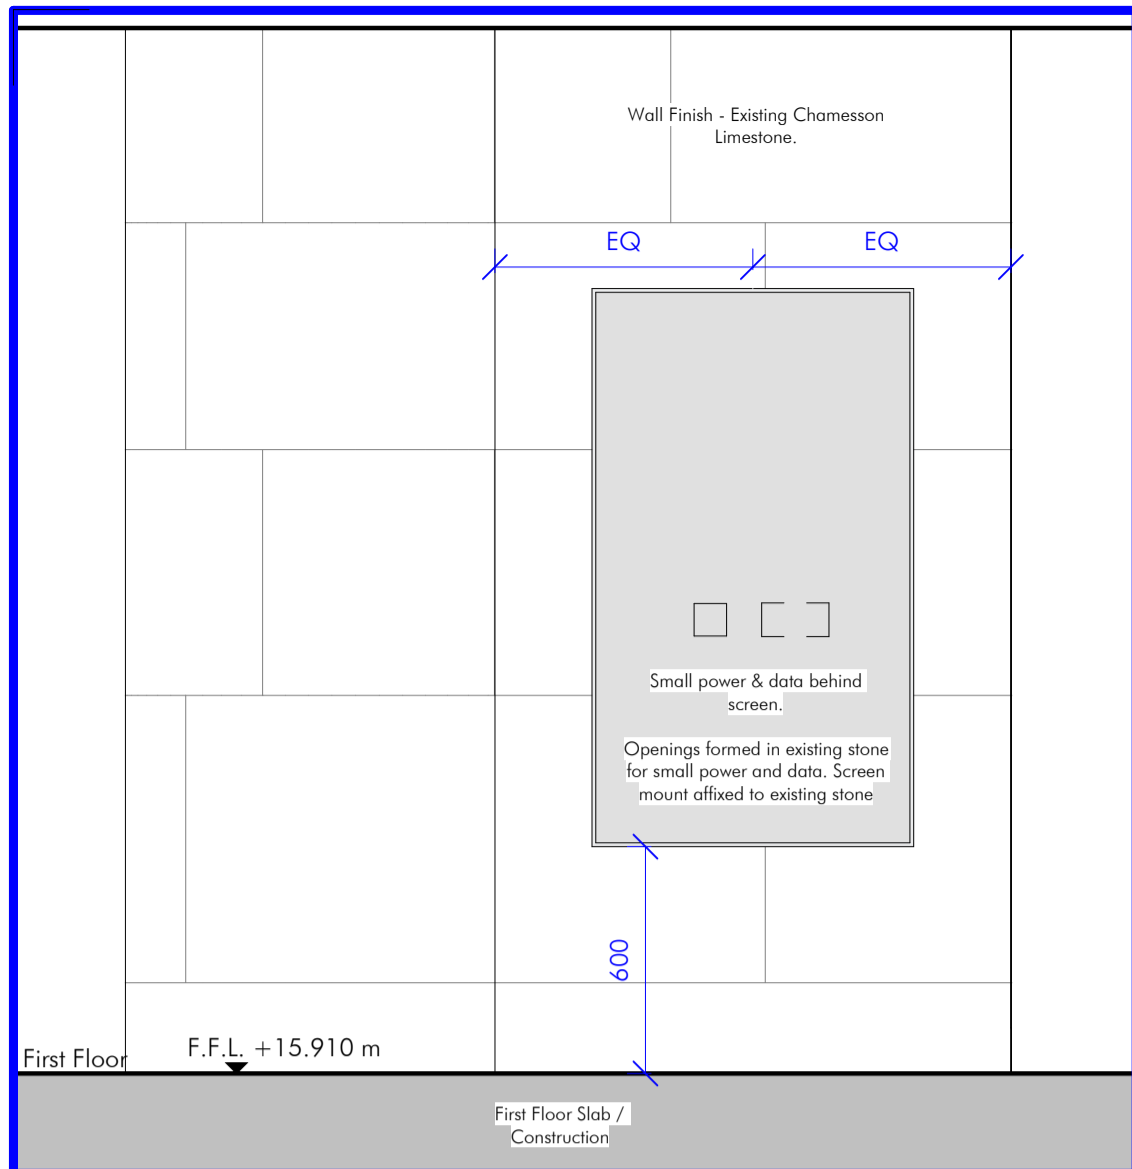 Wall Finish - Existing Chamesson
Limestone.
EQ
EQ
Small power & data behind
screen.
Openings formed in existing stone
for small power and data. Screen
mount affixed to existing stone
600
First Floor
F.F.L. +15.910 m
First Floor Slab /
Construction